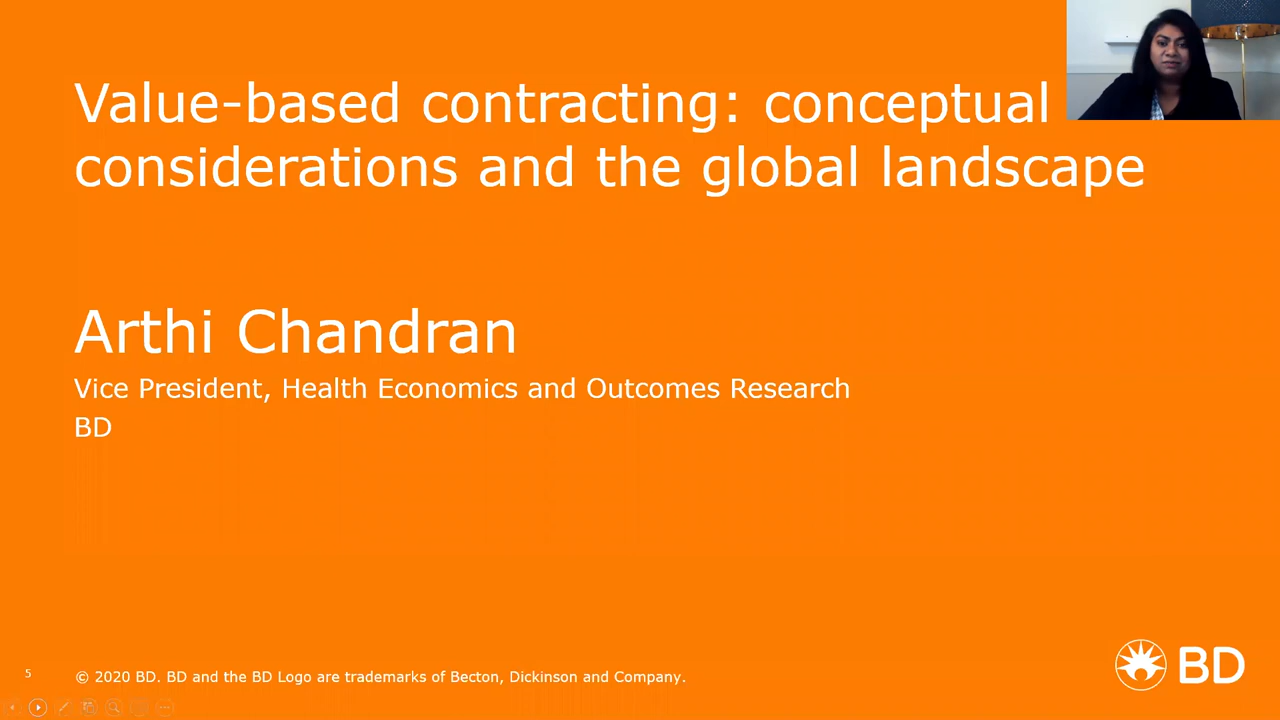 Value-based contracting: conceptual
considerations and the global landscape
Arthi Chandran
Vice President, Health Economics and Outcomes Research
BD
5
© 2020 BD. BD and the BD Logo are trademarks of Becton, Dickinson and Company.
BD